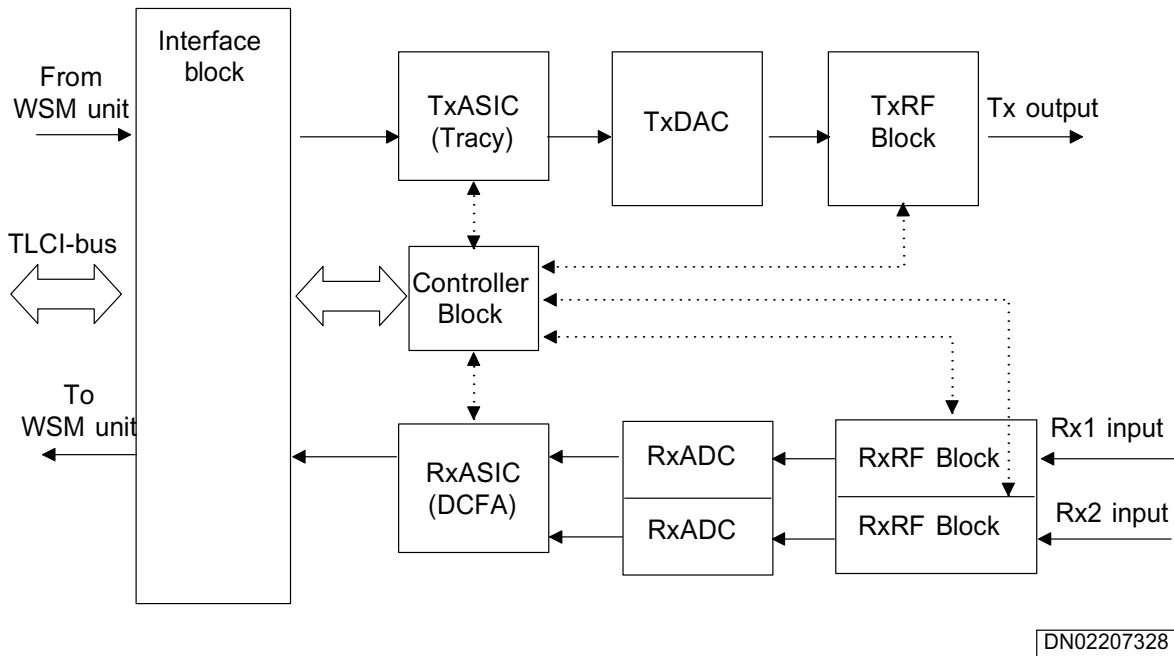 Interface
block
From
WSM unit
TxASIC
(Tracy)
TxDAC
TxRF
Block
Tx output
TLCI-bus
Controller
Block
To
WSM unit
RxASIC
(DCFA)
RxADC
RxADC
RxRF Block
RxRF Block
Rx1 input
Rx2 input
DN02207328